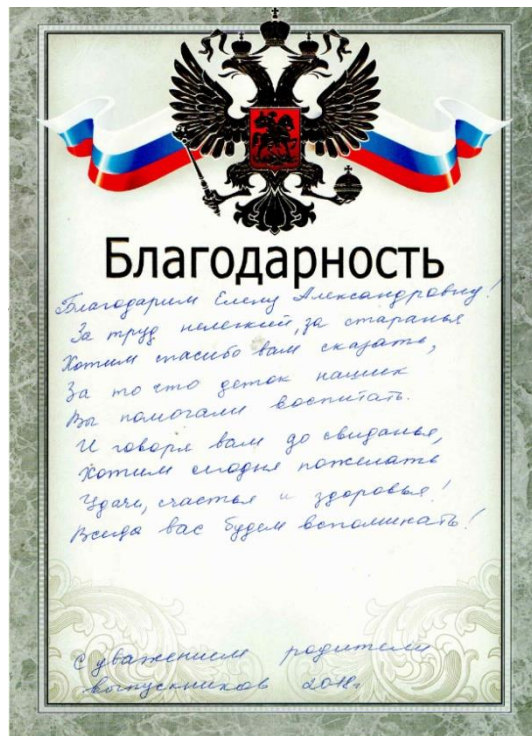 Благодарность
Благодарим Елену Александровну!
За труд нелегкий, за старанья
Хотим спасибо вам сказать,
За то что деток наших
Вы помогали воспитать.
И говоря вам до свиданья,
Хотим сегодня пожелать
Удачи, счастья и здоровья!
Всегда вас будем вспоминать!
С уважением родители
выпускников 2018г